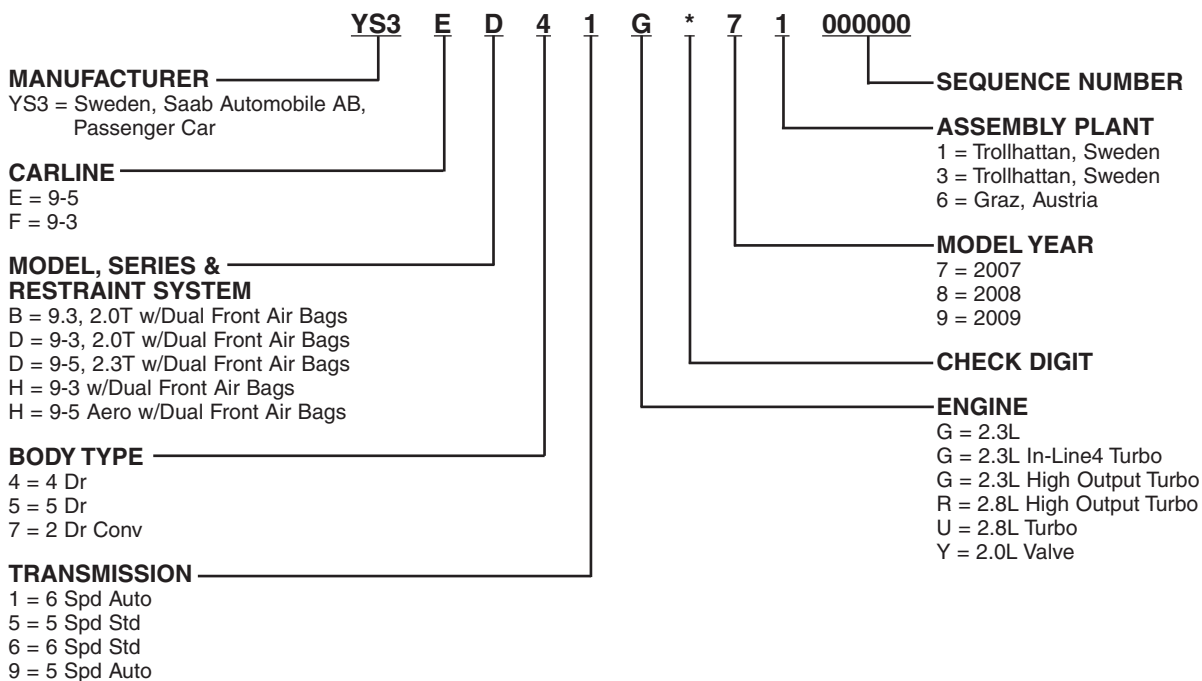 YS3 E D 4 1 G * 7 1 000000
MANUFACTURER
YS3 = Sweden, Saab Automobile AB,
Passenger Car
CARLINE
E = 9-5
F = 9-3
MODEL, SERIES &
RESTRAINT SYSTEM
B = 9.3, 2.0T w/Dual Front Air Bags
D = 9-3, 2.0T w/Dual Front Air Bags
D = 9-5, 2.3T w/Dual Front Air Bags
H = 9-3 w/Dual Front Air Bags
H = 9-5 Aero w/Dual Front Air Bags
BODY TYPE
4 = 4 Dr
5 = 5 Dr
7 = 2 Dr Conv
TRANSMISSION
1 = 6 Spd Auto
5 = 5 Spd Std
6 = 6 Spd Std
9 = 5 Spd Auto
SEQUENCE NUMBER
ASSEMBLY PLANT
1 = Trollhattan, Sweden
3 = Trollhattan, Sweden
6 = Graz, Austria
MODEL YEAR
7 = 2007
8 = 2008
9 = 2009
CHECK DIGIT
ENGINE
G = 2.3L
G = 2.3L In-Line4 Turbo
G = 2.3L High Output Turbo
R = 2.8L High Output Turbo
U = 2.8L Turbo
Y = 2.0L Valve